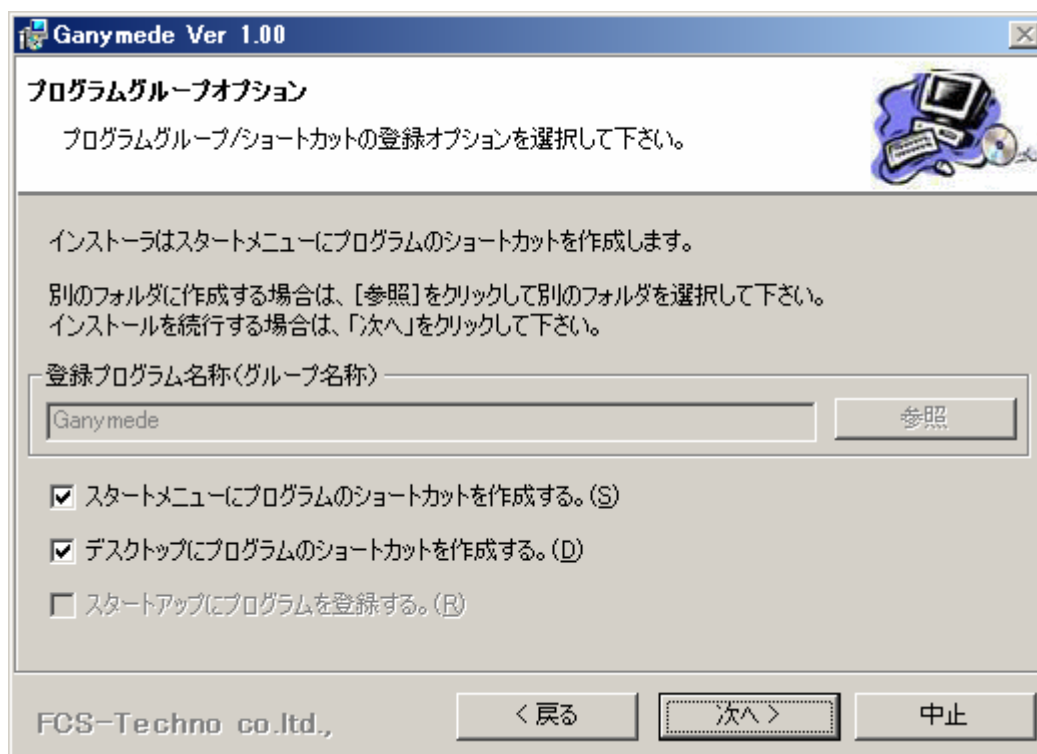 Ganymede Ver 1.00
プログラムグループオプション
プログラムグループ/ショートカットの登録オプションを選択して下さい。
インストーラはスタートメニューにプログラムのショートカットを作成します。
別のフォルダに作成する場合は、[参照]をクリックして別のフォルダを選択して下さい。
インストールを続行する場合は、「次へ」をクリックして下さい。
登録プログラム名称(グループ名称)
Ganymede
参照
スタートメニューにプログラムのショートカットを作成する。(S)
デスクトップにプログラムのショートカットを作成する。(D)
スタートアップにプログラムを登録する。(R)
FCS-Techno co.ltd.,
< 戻る
次へ >
中止